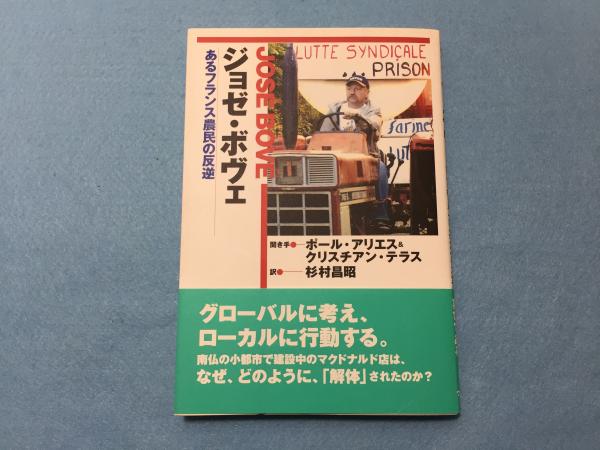 LUTTE SYNDICALE
PRISON
JOSÉ BOVÉ
ジョゼ・ボヴェ
あるフランス農民の反逆
farine
聞き手●ポール・アリエス&
クリスチアン・テラス
訳●杉村昌昭
グローバルに考え、
ローカルに行動する。
南仏の小都市で建設中のマクドナルド店は、
なぜ、どのように、「解体」されたのか?